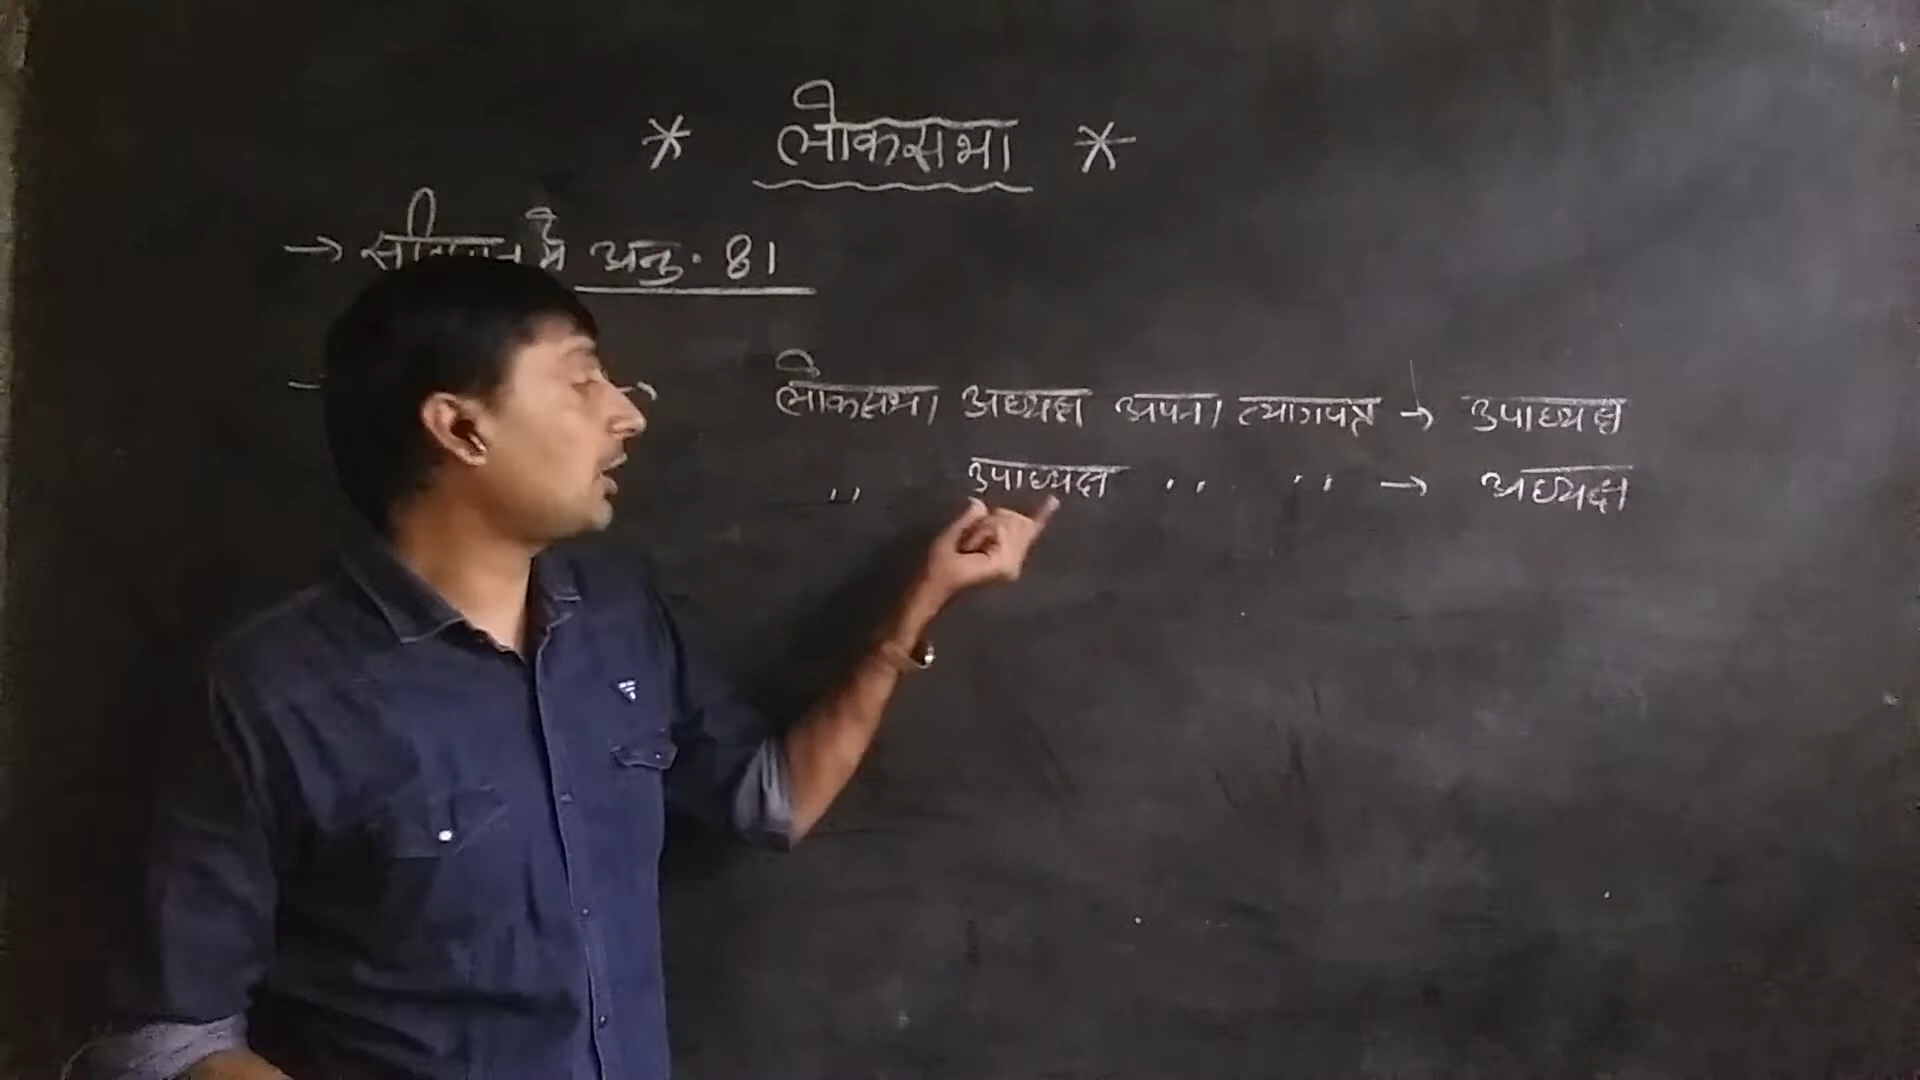 * लोकसभा *
→ में अनु. 81
लोकसभा अध्यक्ष अपना त्यागपत्र → उपाध्यक्ष
,, उपाध्यक्ष ,, ,, → अध्यक्ष